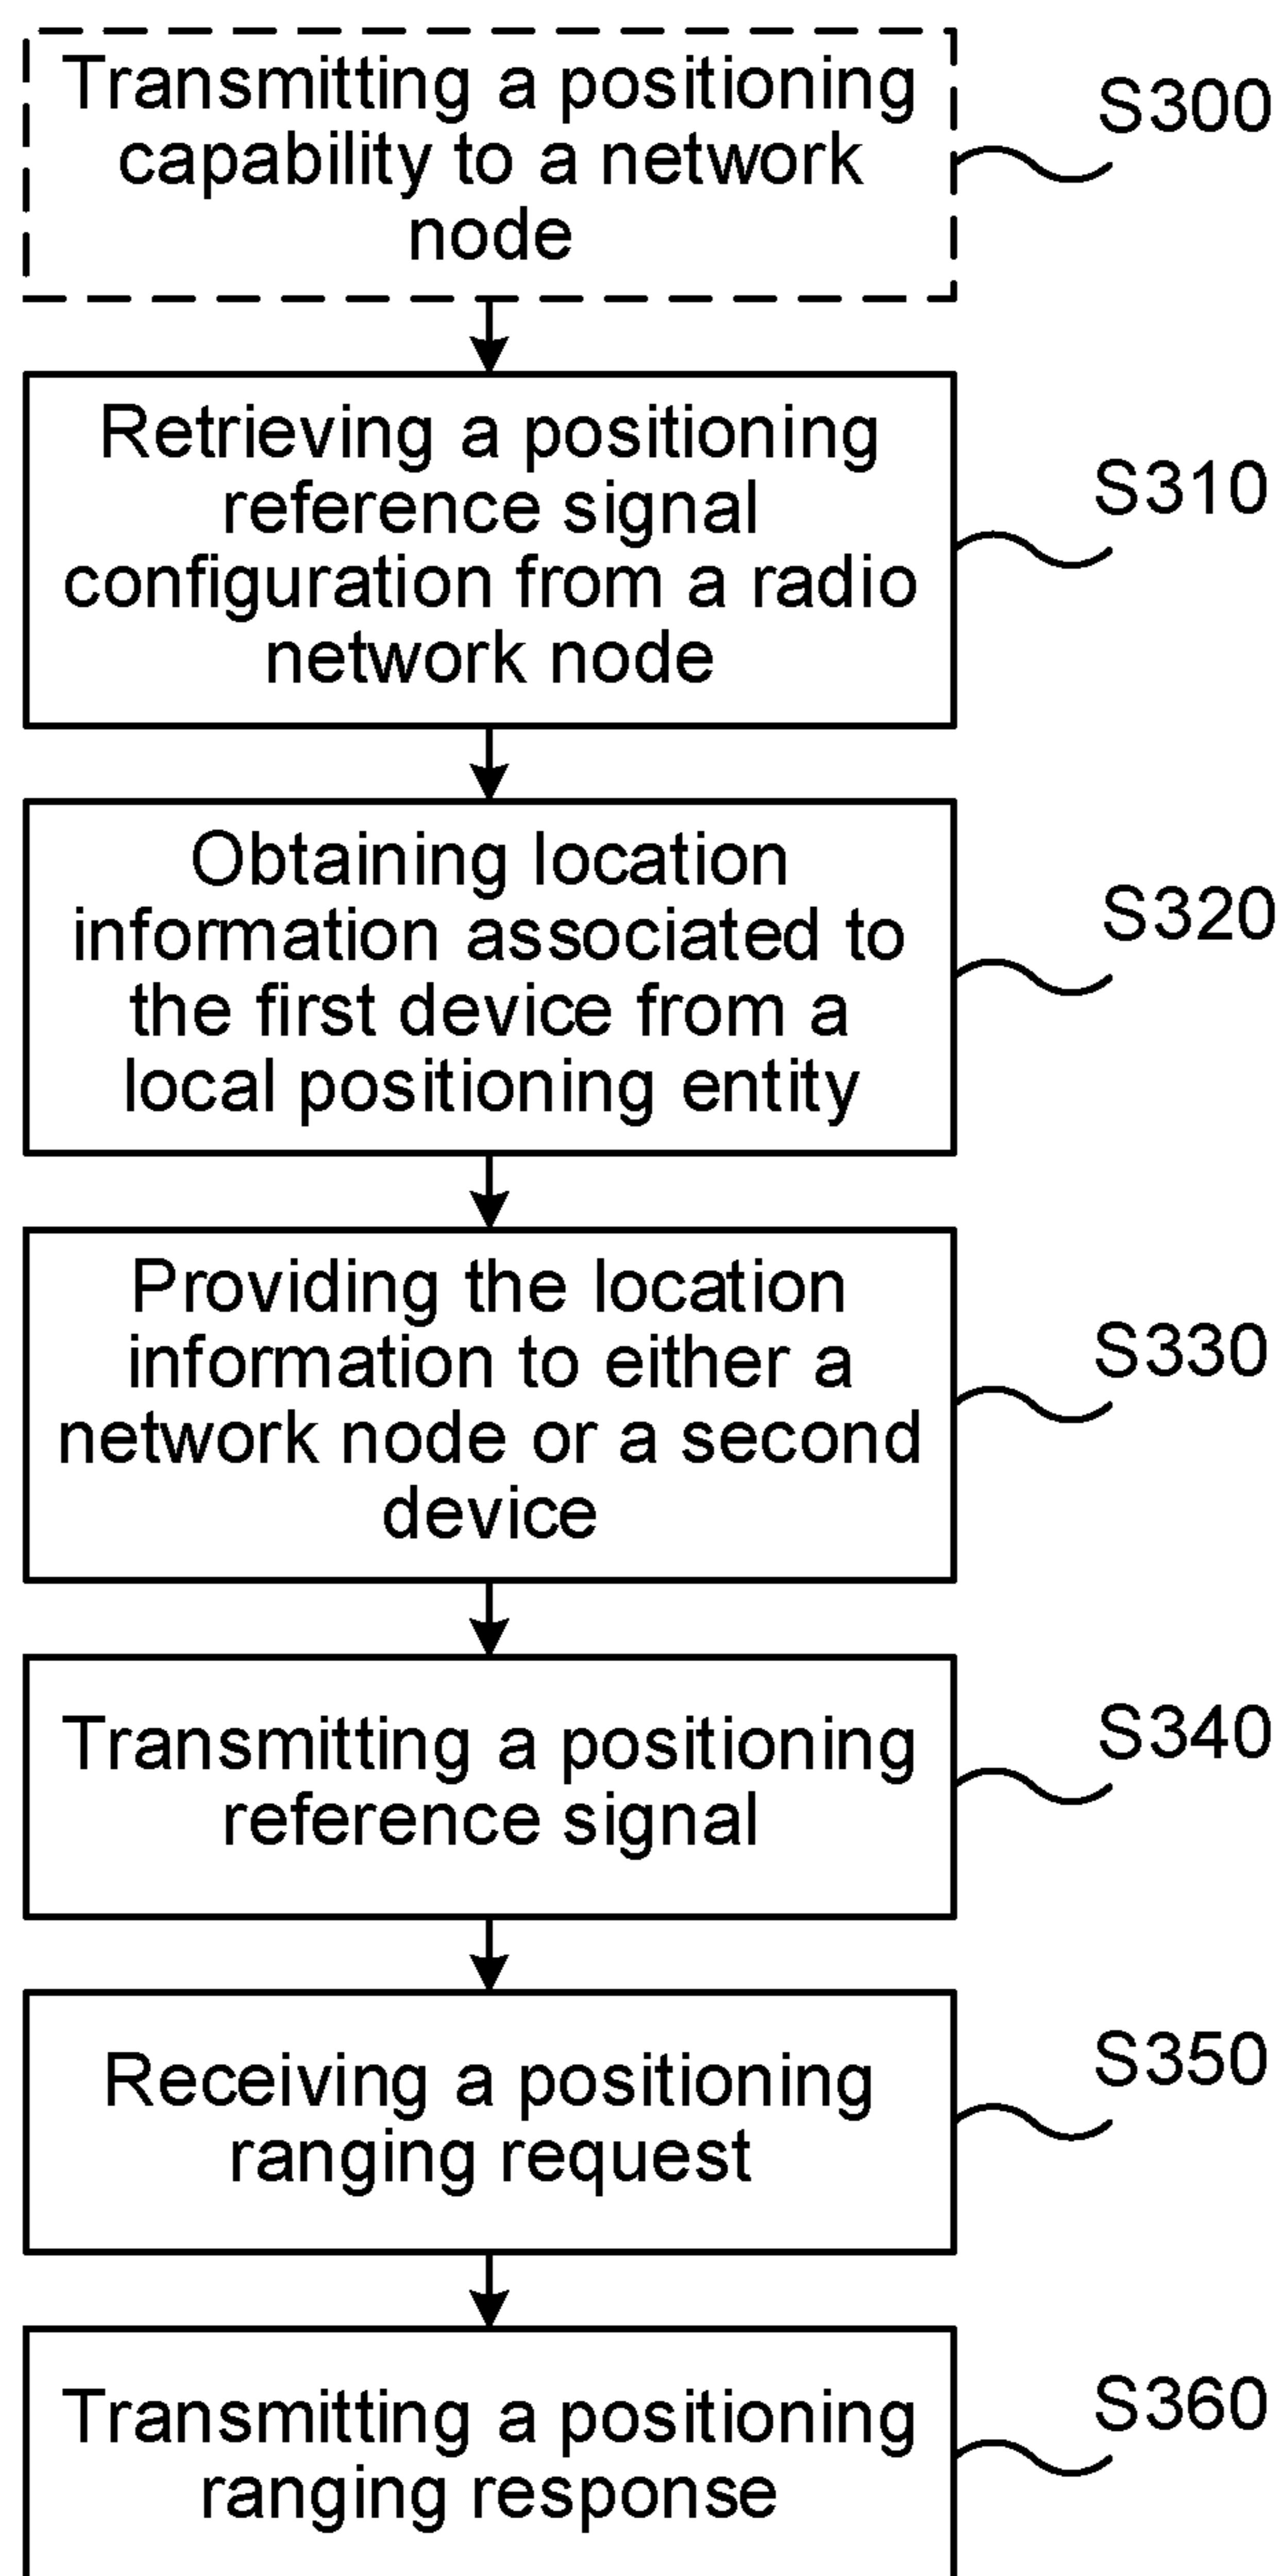 Transmitting a positioning
capability to a network
node
S300
Retrieving a positioning
reference signal
configuration from a radio
network node
S310
Obtaining location
information associated to
the first device from a
local positioning entity
S320
Providing the location
information to either a
network node or a second
device
S330
Transmitting a positioning
reference signal
S340
Receiving a positioning
ranging request
S350
Transmitting a positioning
ranging response
S360